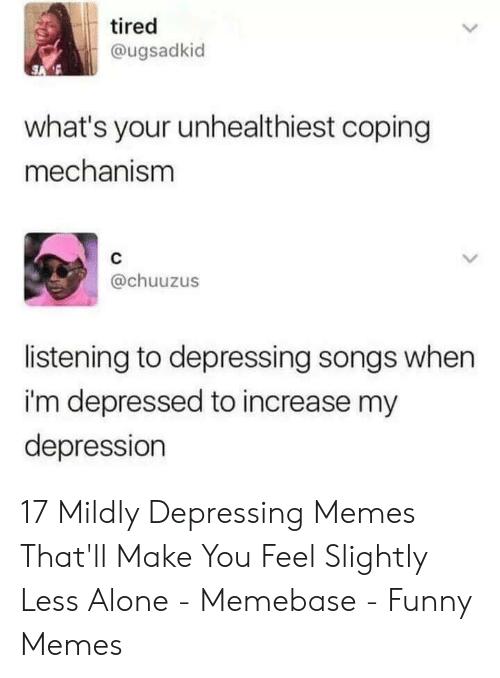 tired
@ugsadkid
what's your unhealthiest coping
mechanism
c
@chuuzus
listening to depressing songs when
i'm depressed to increase my
depression
17 Mildly Depressing Memes
That'll Make You Feel Slightly
Less Alone - Memebase - Funny
Memes